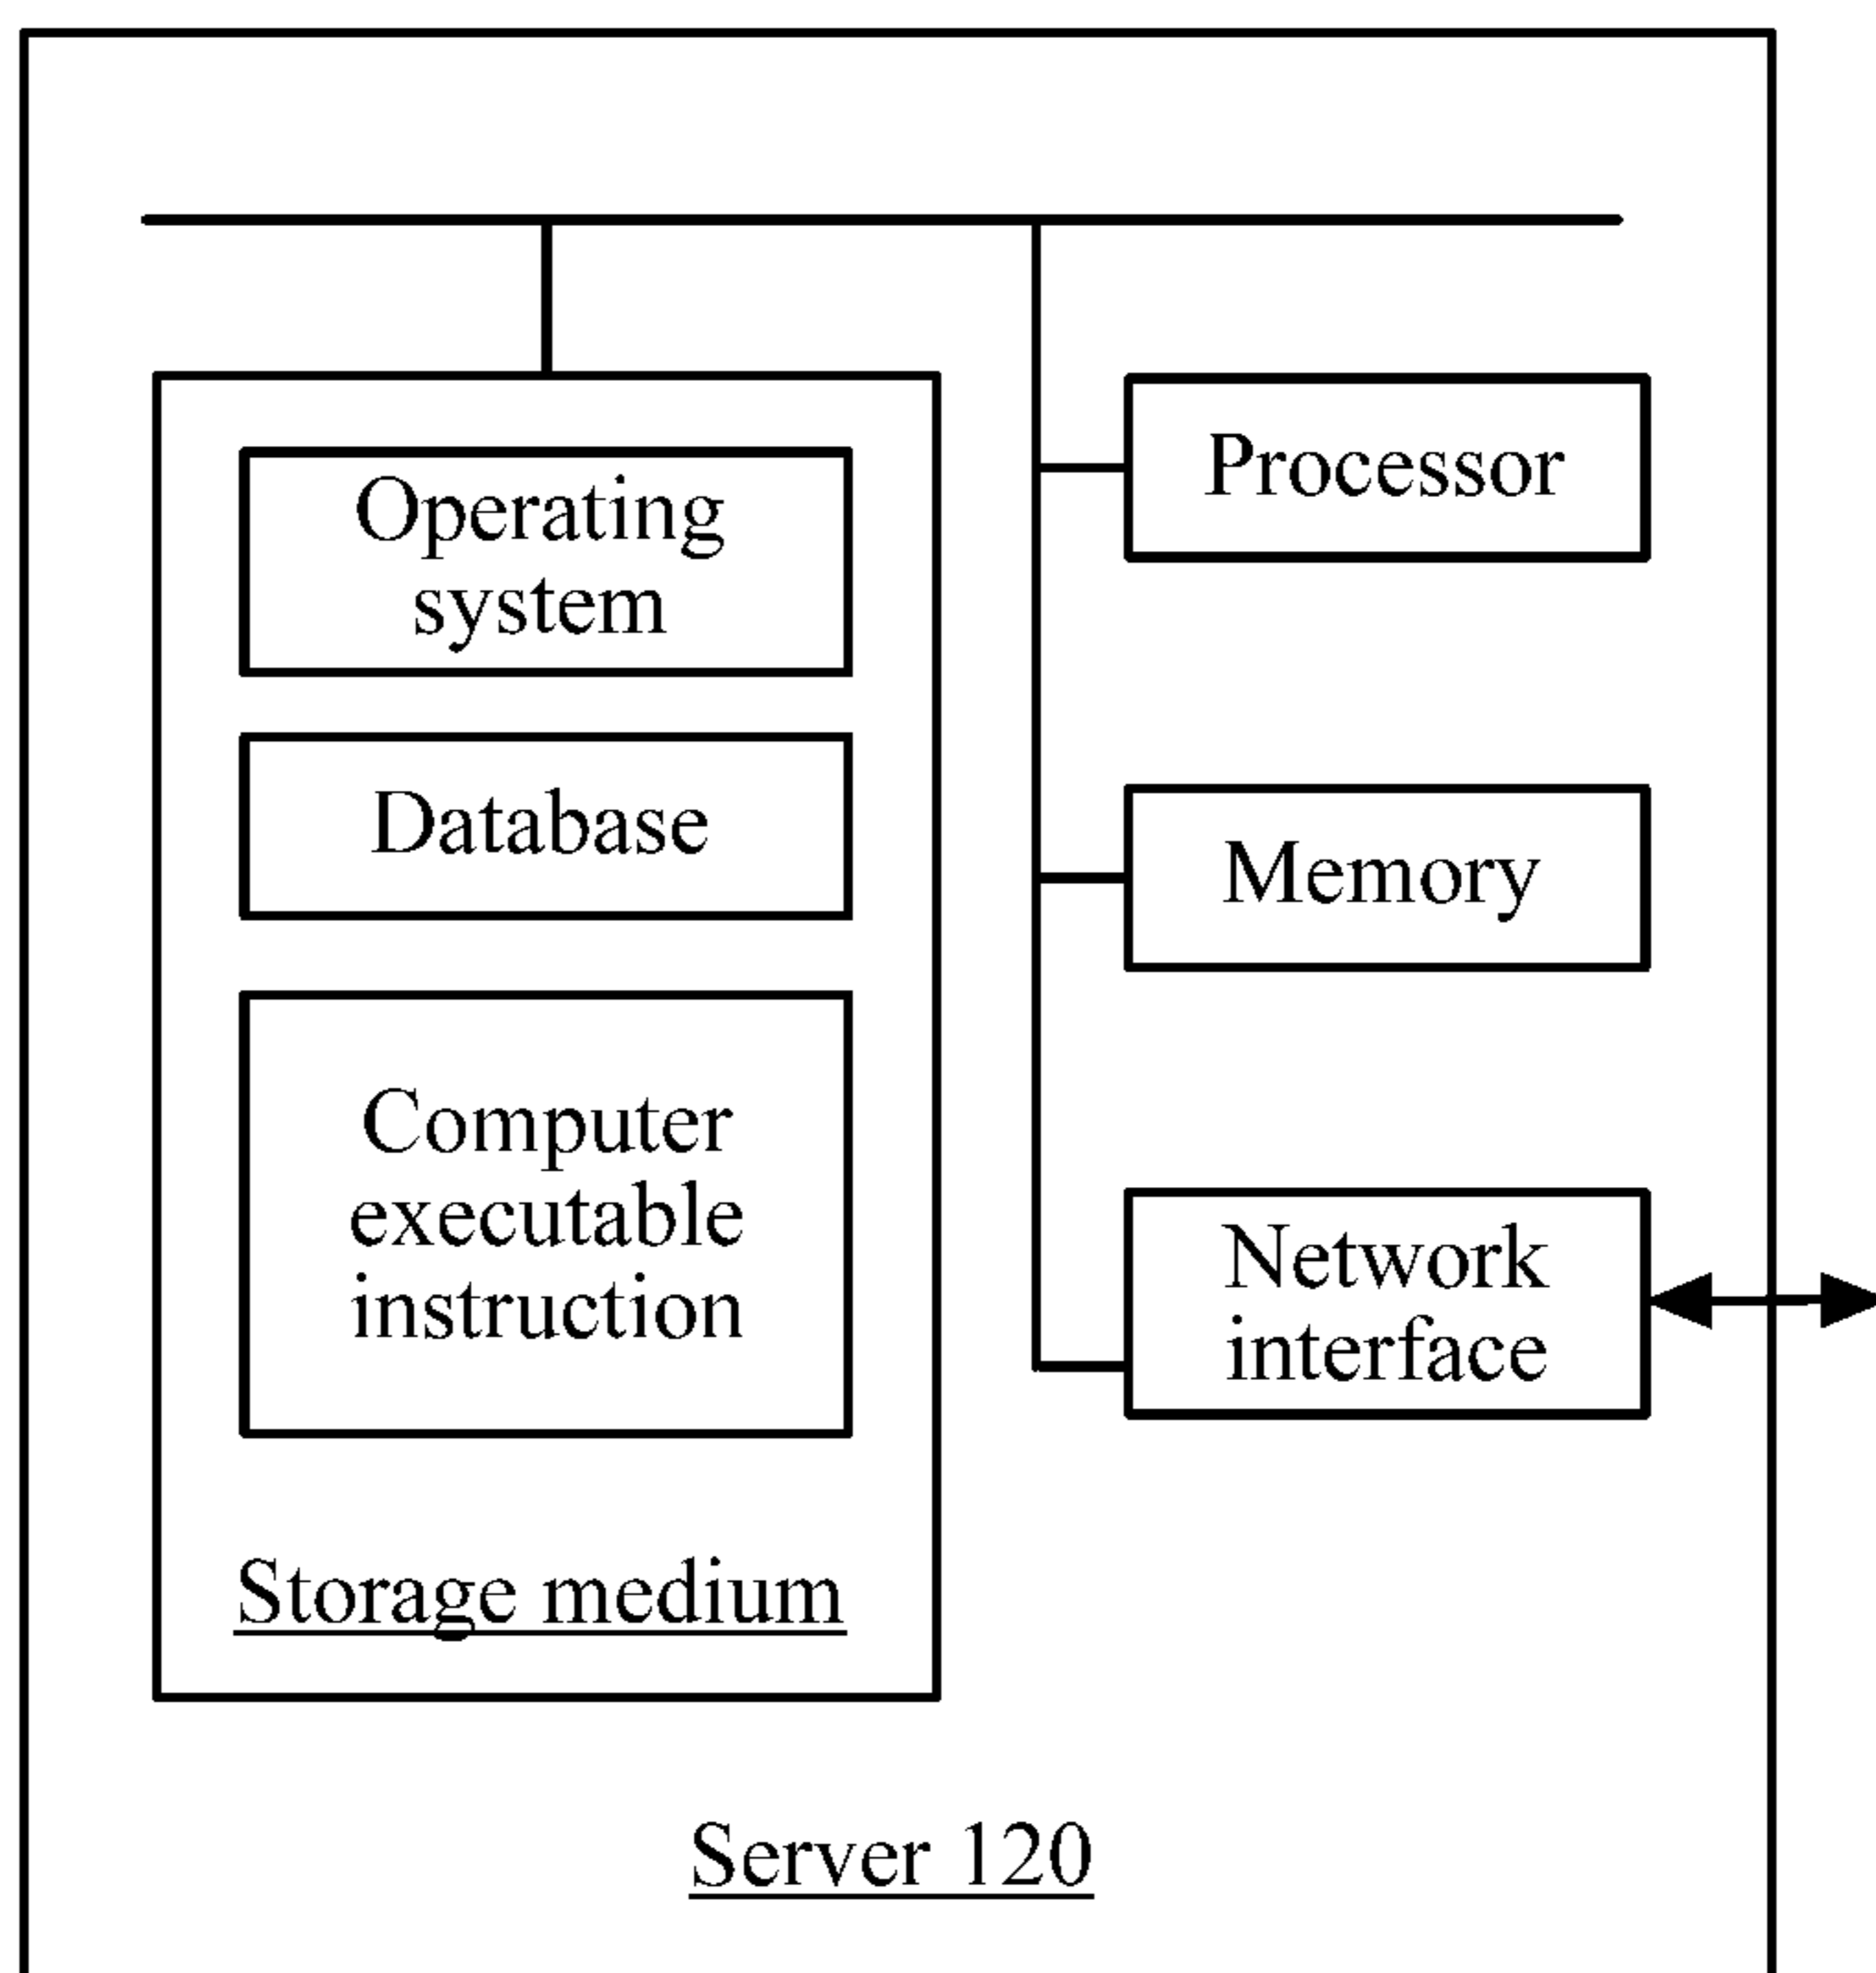 Operating
system
Database
Computer
executable
instruction
Storage medium
Processor
Memory
Network
interface
Server 120